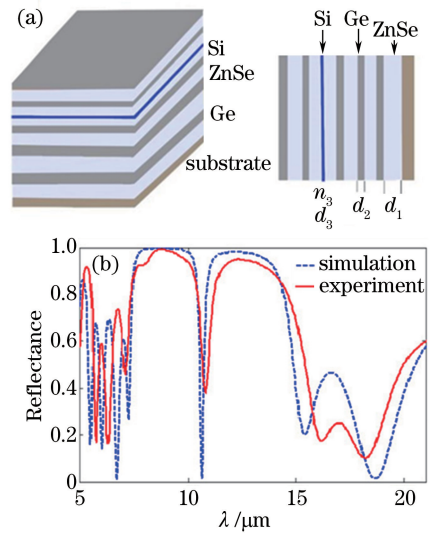 (a)
Si
ZnSe
Ge
substrate
Si Ge ZnSe
n₃
d₃ d₂ d₁
(b)
simulation
experiment
Reflectance
1.0
0.8
0.6
0.4
0.2
0
5 10 15 20
λ /μm